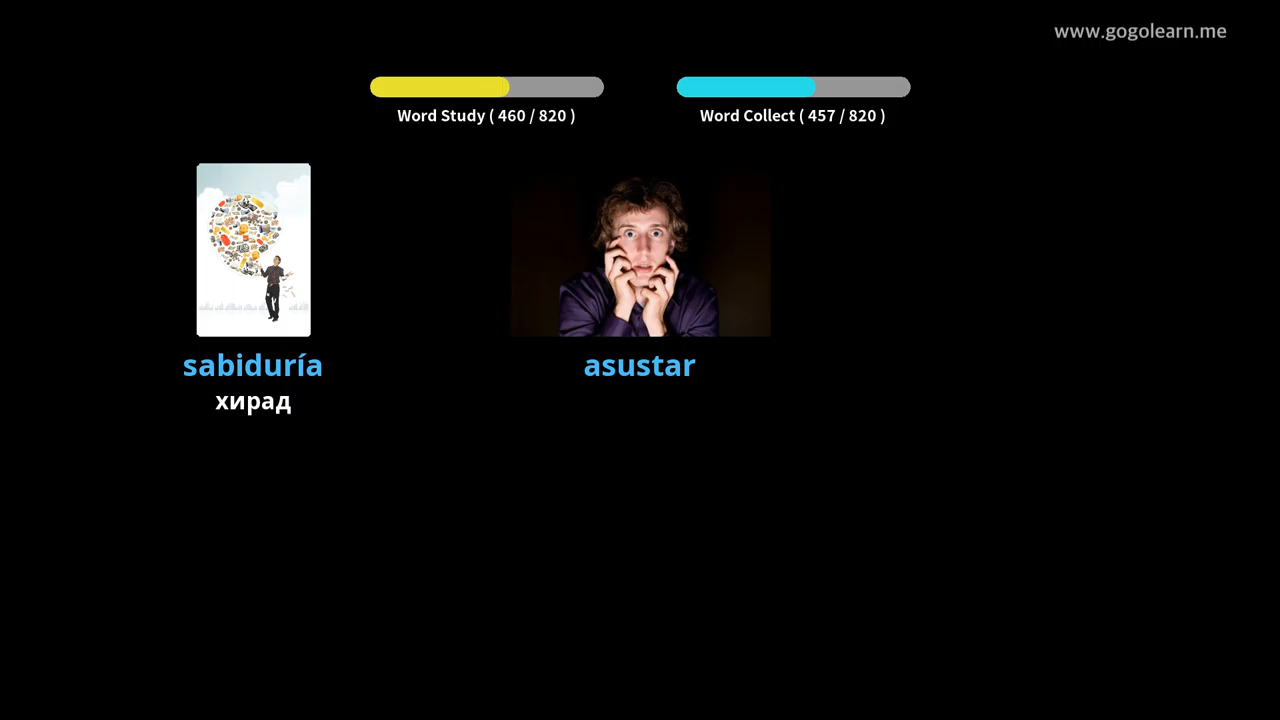 www.gogolearn.me
Word Study ( 460 / 820 )
Word Collect ( 457 / 820 )
sabiduría
asustar
хирад